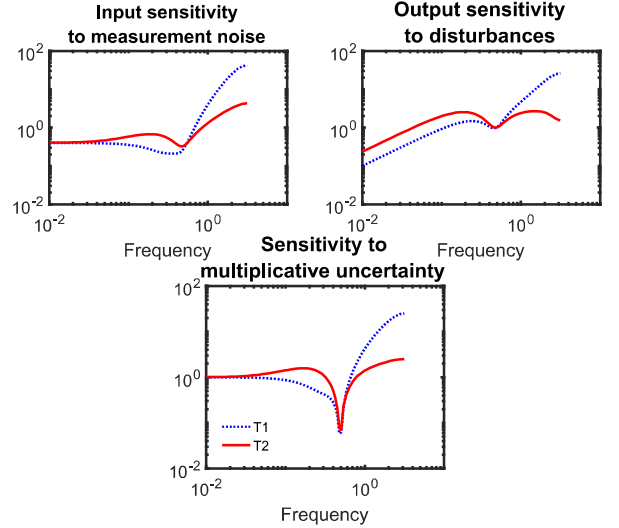 Input sensitivity
to measurement noise
10^2
10^0
10^-2
10^-2
10^0
Frequency
Output sensitivity
to disturbances
10^2
10^0
10^-2
10^-2
10^0
Frequency
Sensitivity to
multiplicative uncertainty
10^2
10^0
10^-2
T1
T2
10^-2
10^0
Frequency